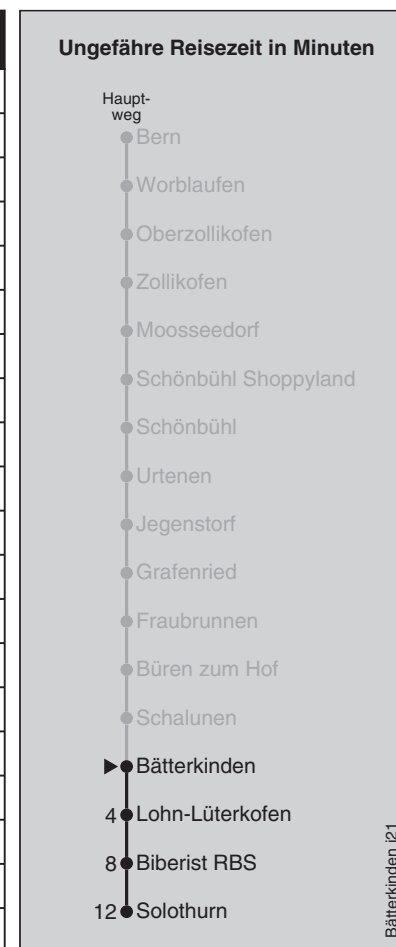 Ungefähre Reisezeit in Minuten
Haupt-
weg
Bern
Worblaufen
Oberzollikofen
Zollikofen
Moosseedorf
Schönbühl Shoppyland
Schönbühl
Urtenen
Jegenstorf
Grafenried
Fraubrunnen
Büren zum Hof
Schalunen
Bätterkinden
4 Lohn-Lüterkofen
8 Biberist RBS
12 Solothurn
Bätterkinden i21